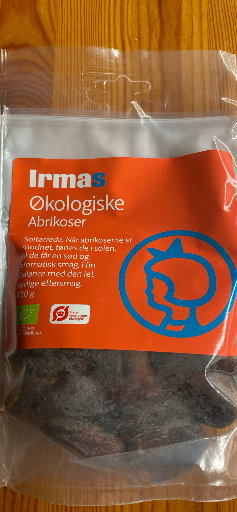 Irmas
Økologiske
Abrikoser
Soltørrede. Når abrikoserne er
modnet, tørres de i solen,
så de får en sød og
aromatisk smag, i fin
balance med den let
syrlige eftersmag.
150 g